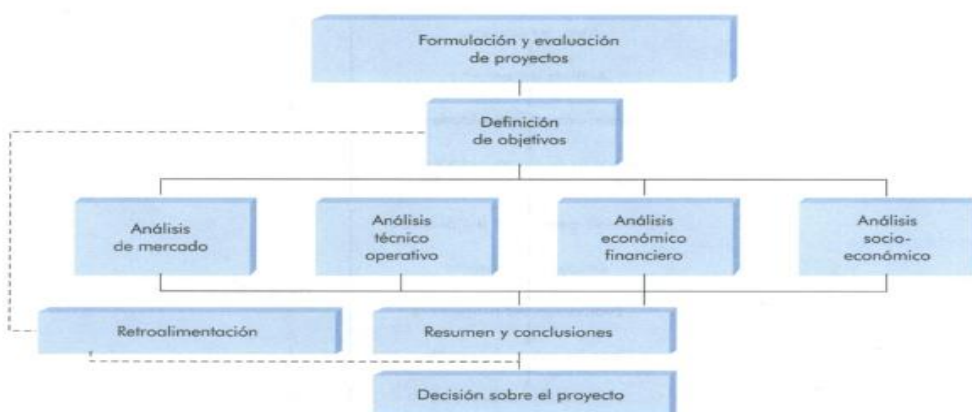 Formulación y evaluación
de proyectos
Definición
de objetivos
Análisis
de mercado
Análisis
técnico
operativo
Análisis
económico
financiero
Análisis
socio-
económico
Retroalimentación
Resumen y conclusiones
Decisión sobre el proyecto